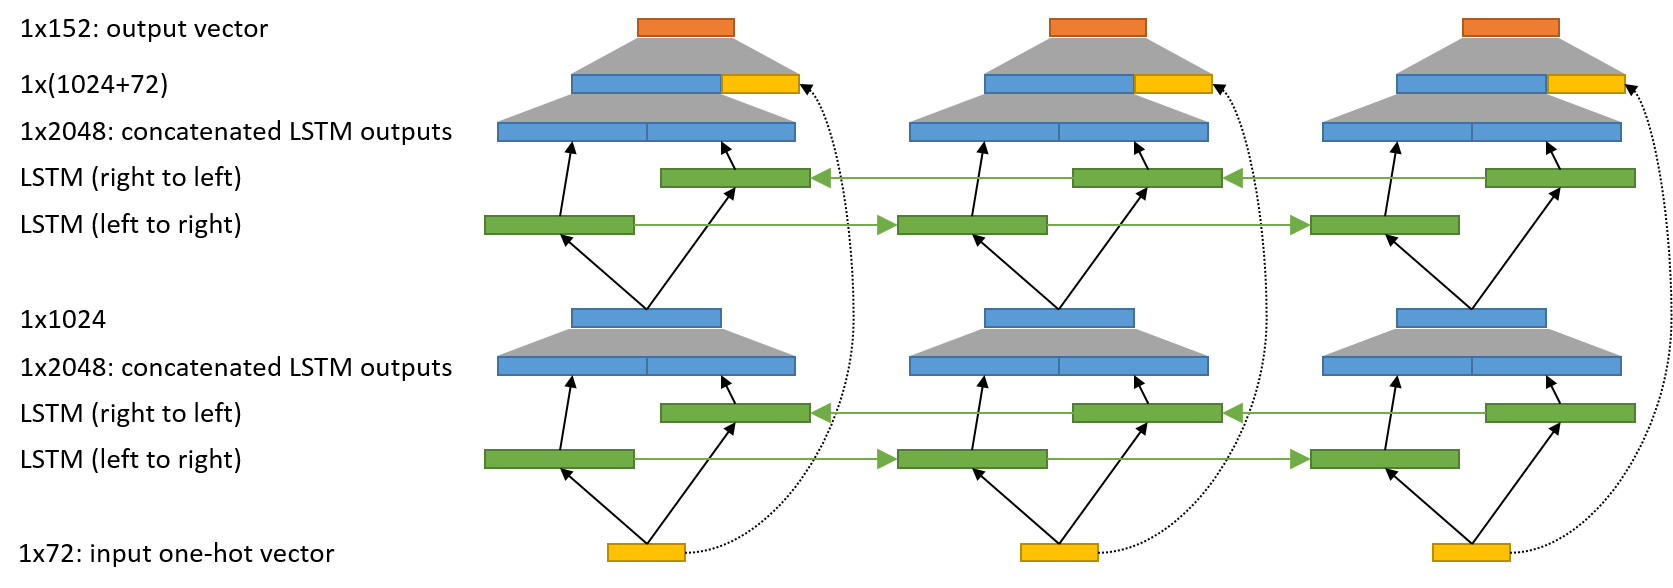 1x152: output vector
1x(1024+72)
1x2048: concatenated LSTM outputs
LSTM (right to left)
LSTM (left to right)
1x1024
1x2048: concatenated LSTM outputs
LSTM (right to left)
LSTM (left to right)
1x72: input one-hot vector